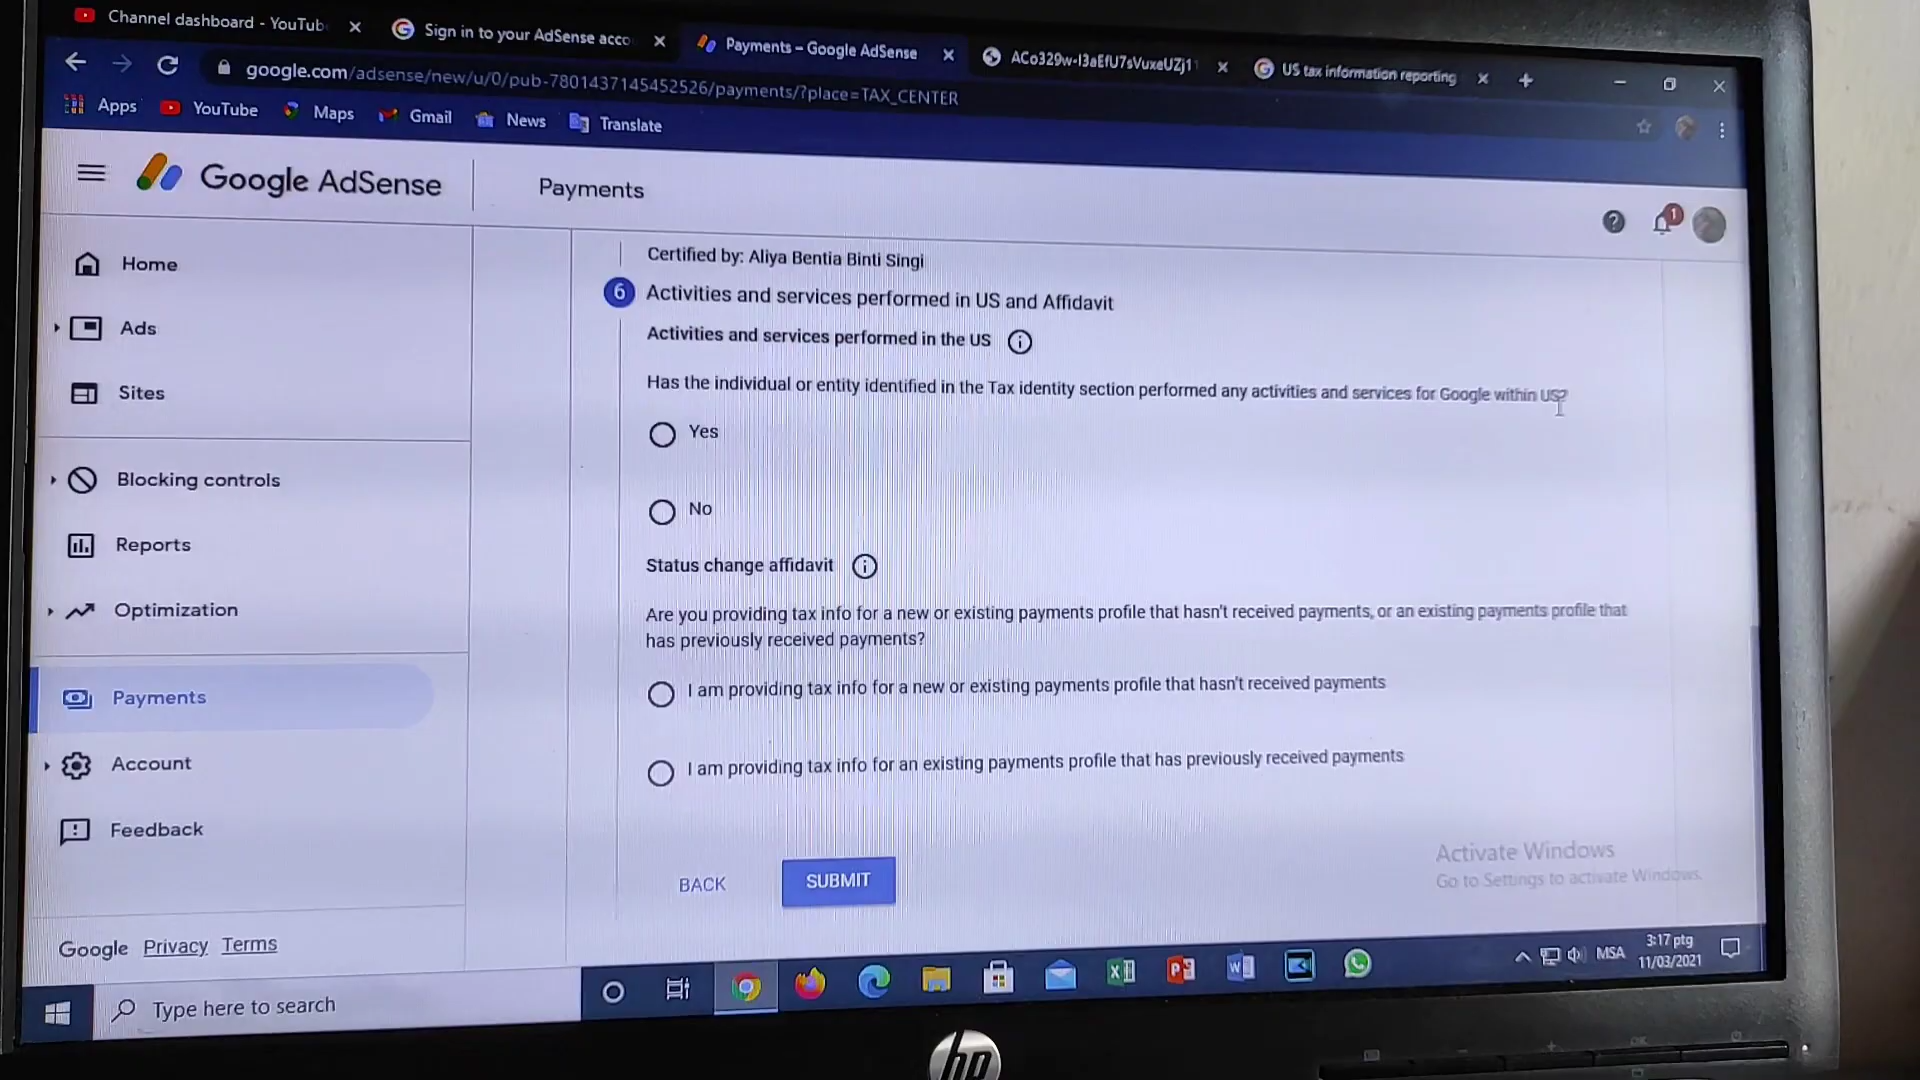 Channel dashboard - YouTub
Sign in to your AdSense acco
Payments – Google AdSense
US tax information reporting
google.com/adsense/new/u/0/pub-7801437145452526/payments/?place=TAX_CENTER
Apps
YouTube
Maps
Gmail
News
Translate
Google AdSense
Payments
1
Home
Ads
Sites
Blocking controls
Reports
Optimization
Payments
Account
Feedback
Google Privacy Terms
Certified by: Aliya Bentia Binti Singi
6 Activities and services performed in US and Affidavit
Activities and services performed in the US
Has the individual or entity identified in the Tax identity section performed any activities and services for Google within US?
Yes
No
Status change affidavit
Are you providing tax info for a new or existing payments profile that hasn't received payments, or an existing payments profile that
has previously received payments?
I am providing tax info for a new or existing payments profile that hasn't received payments
I am providing tax info for an existing payments profile that has previously received payments
BACK
SUBMIT
Activate Windows
Go to Settings to activate Windows.
Type here to search
MSA
3:17 ptg
11/03/2021
hp